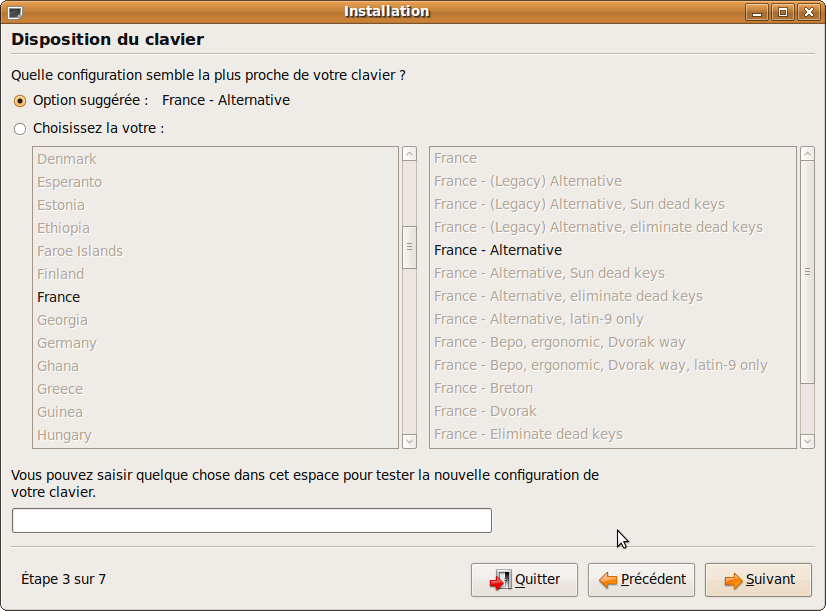 Installation
Disposition du clavier
Quelle configuration semble la plus proche de votre clavier ?
Option suggérée : France - Alternative
Choisissez la votre :
Denmark
Esperanto
Estonia
Ethiopia
Faroe Islands
Finland
France
Georgia
Germany
Ghana
Greece
Guinea
Hungary
France
France - (Legacy) Alternative
France - (Legacy) Alternative, Sun dead keys
France - (Legacy) Alternative, eliminate dead keys
France - Alternative
France - Alternative, Sun dead keys
France - Alternative, eliminate dead keys
France - Alternative, latin-9 only
France - Bepo, ergonomic, Dvorak way
France - Bepo, ergonomic, Dvorak way, latin-9 only
France - Breton
France - Dvorak
France - Eliminate dead keys
Vous pouvez saisir quelque chose dans cet espace pour tester la nouvelle configuration de
votre clavier.
Étape 3 sur 7
Quitter
Précédent
Suivant